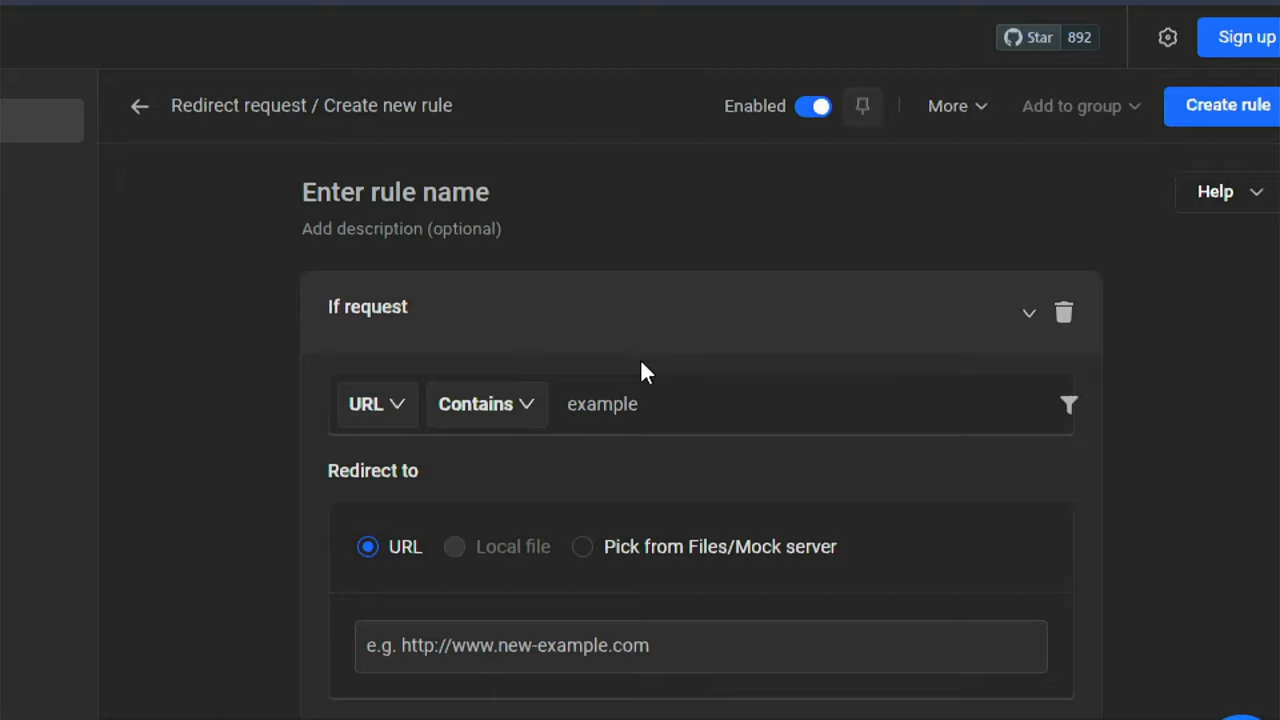 Star 892
Sign up
Redirect request / Create new rule
Enabled
More
Add to group
Create rule
Enter rule name
Help
Add description (optional)
If request
URL Contains example
Redirect to
URL Local file Pick from Files/Mock server
e.g. http://www.new-example.com